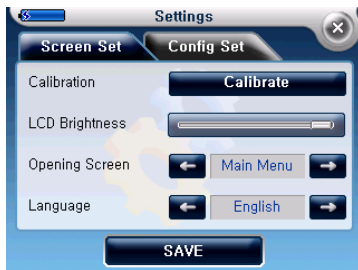 Settings
Screen Set Config Set
Calibration Calibrate
LCD Brightness
Opening Screen Main Menu
Language English
SAVE